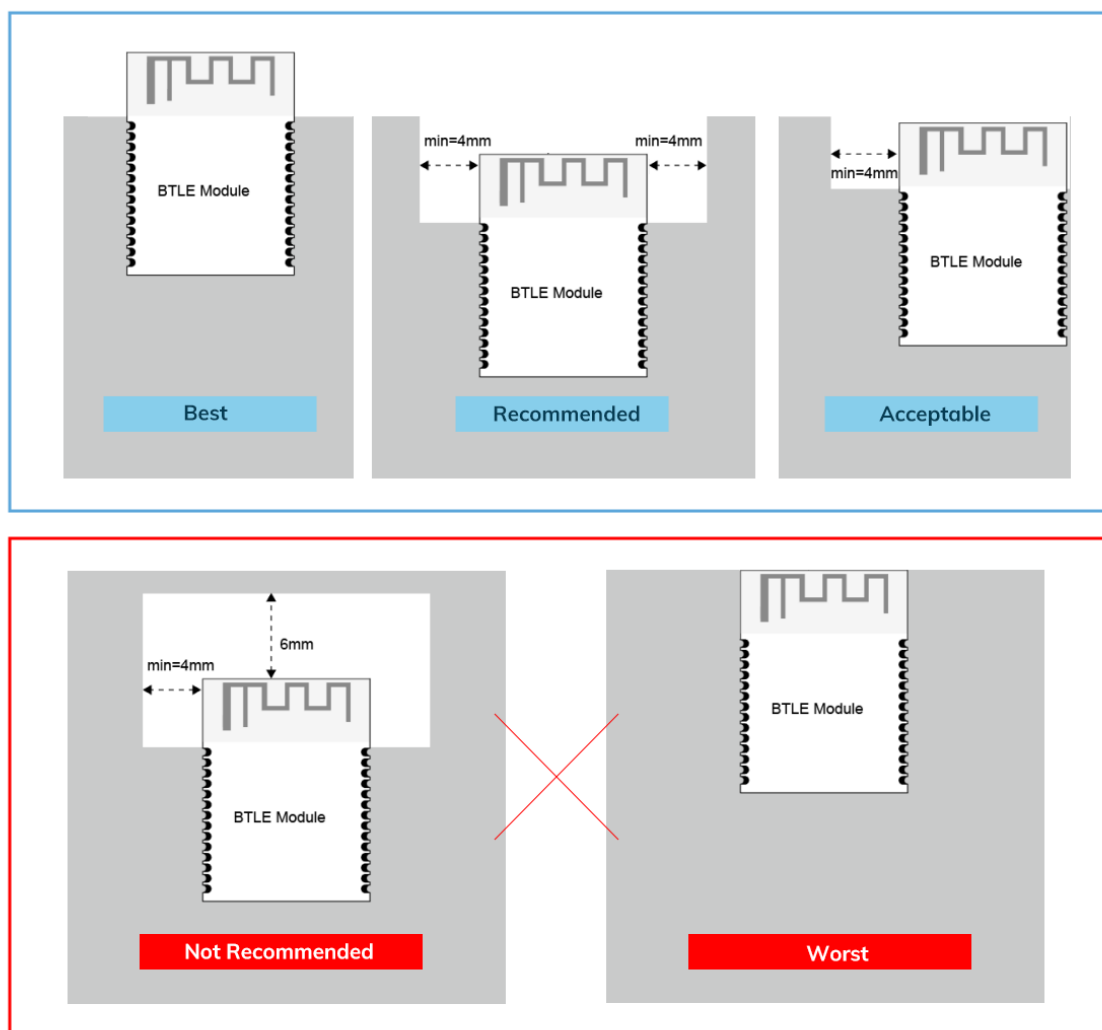 min=4mm
min=4mm
min=4mm
BTLE Module
BTLE Module
BTLE Module
Best
Recommended
Acceptable
6mm
min=4mm
BTLE Module
BTLE Module
Not Recommended
Worst